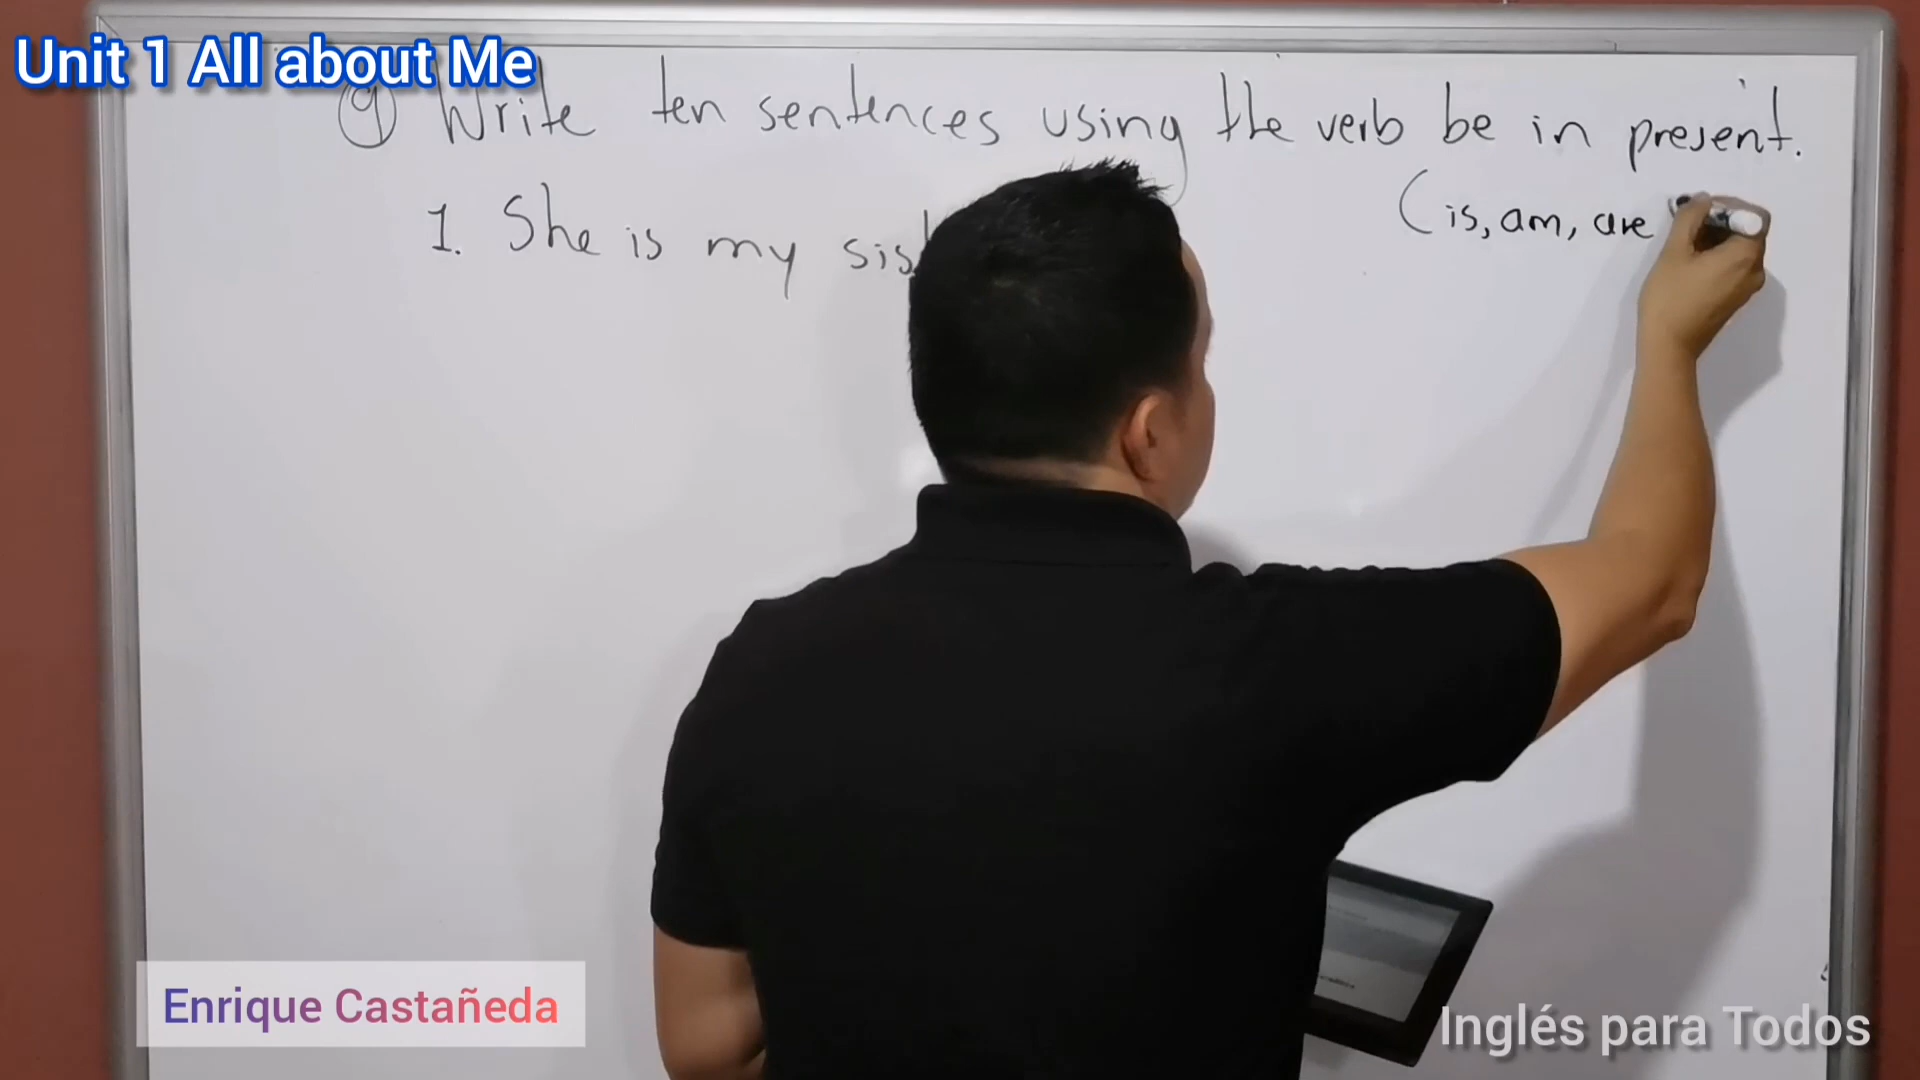 Unit 1 All about Me
9 Write ten sentences using the verb be in present.
(is, am, are
1. She is my
Enrique Castañeda
Inglés para Todos